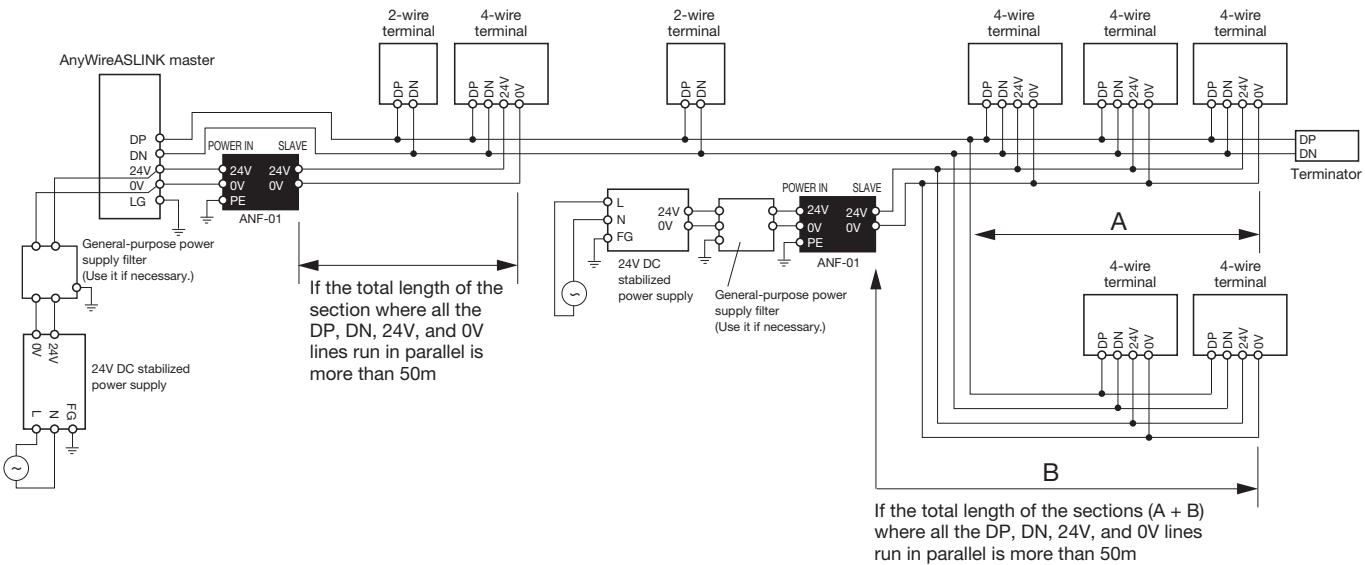 2-wire
terminal
4-wire
terminal
2-wire
terminal
4-wire
terminal
4-wire
terminal
4-wire
terminal
AnyWireASLINK master
DP
DN
DP
DN
24V
0V
DP
DN
DP
DN
24V
0V
DP
DN
24V
0V
DP
DN
24V
0V
DP
DN
24V
0V
LG
POWER IN
SLAVE
24V
24V
0V
0V
PE
ANF-01
DP
DN
Terminator
General-purpose power
supply filter
(Use it if necessary.)
0V
24V
24V DC stabilized
power supply
L
N
FG
~
If the total length of the
section where all the
DP, DN, 24V, and 0V
lines run in parallel is
more than 50m
L
N
FG
24V
0V
~
24V DC
stabilized
power supply
General-purpose power
supply filter
(Use it if necessary.)
POWER IN
SLAVE
24V
24V
0V
0V
PE
ANF-01
A
4-wire
terminal
4-wire
terminal
DP
DN
24V
0V
DP
DN
24V
0V
B
If the total length of the sections (A + B)
where all the DP, DN, 24V, and 0V lines
run in parallel is more than 50m